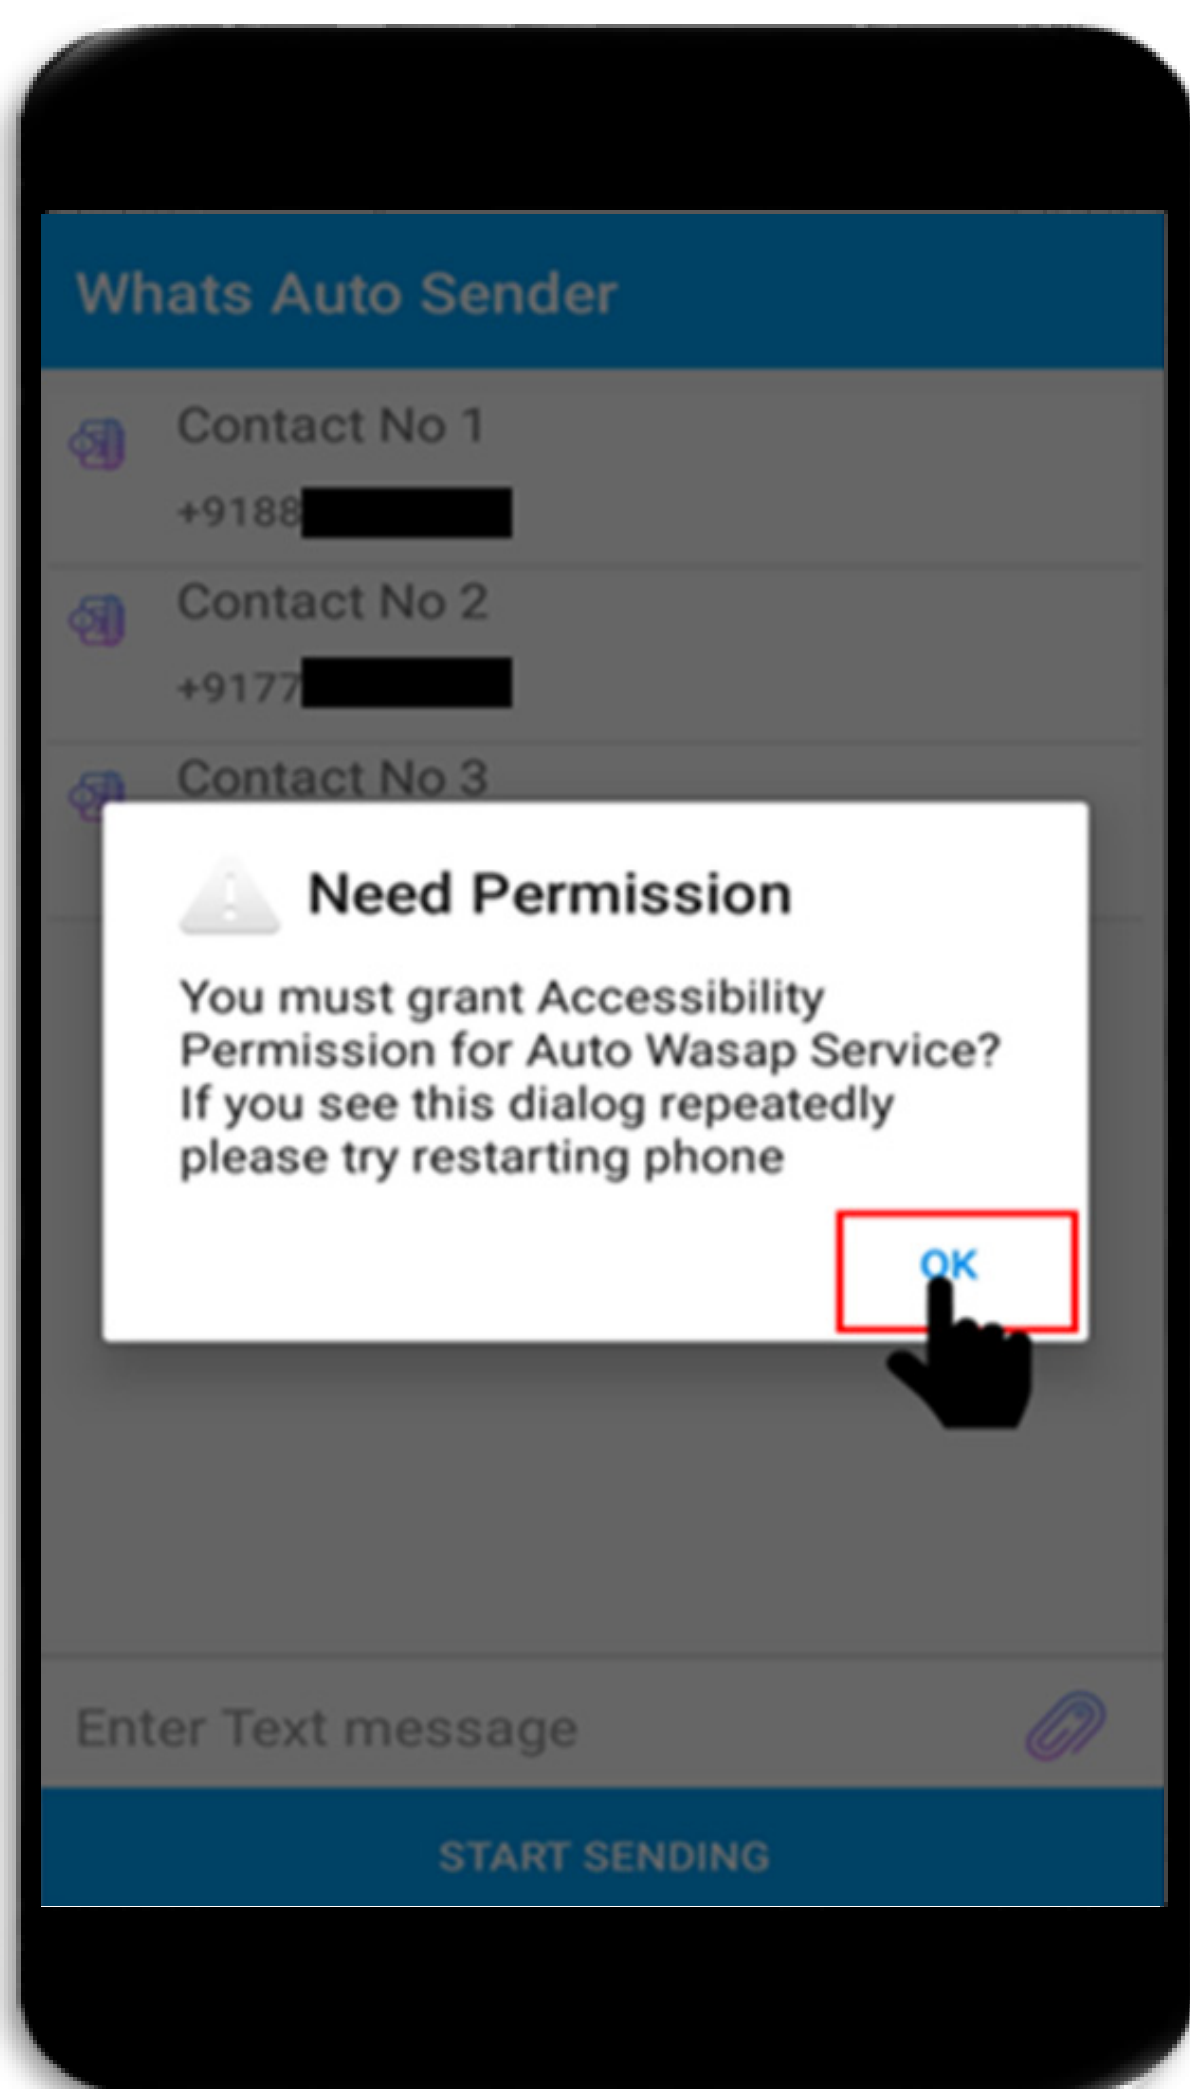 Whats Auto Sender
Contact No 1
+9188
Contact No 2
+9177
Contact No 3
Need Permission
You must grant Accessibility
Permission for Auto Wasap Service?
If you see this dialog repeatedly
please try restarting phone
OK
Enter Text message
START SENDING